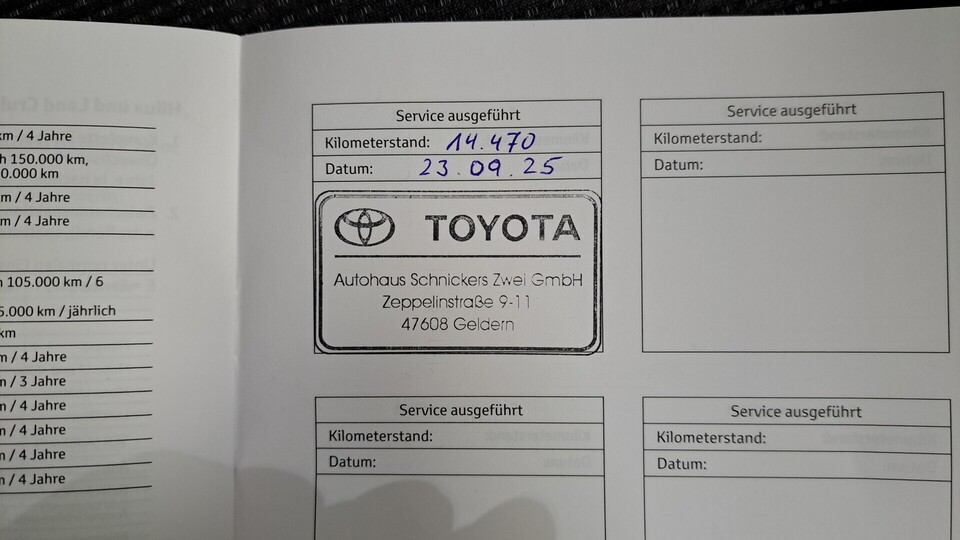 km / 4 Jahre
h 150.000 km,
0.000 km
m / 4 Jahre
m / 4 Jahre
n 105.000 km / 6
5.000 km / jährlich
km
m / 4 Jahre
m / 3 Jahre
m / 4 Jahre
m / 4 Jahre
m / 4 Jahre
m / 4 Jahre
Service ausgeführt
Kilometerstand: 14.470
Datum: 23.09.25
TOYOTA
Autohaus Schnickers Zwei GmbH
Zeppelinstraße 9-11
47608 Geldern
Service ausgeführt
Kilometerstand:
Datum:
Service ausgeführt
Kilometerstand:
Datum:
Service ausgeführt
Kilometerstand:
Datum: